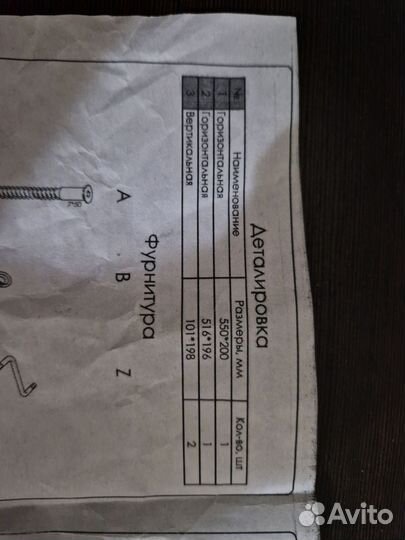 Деталировка
№ Наименование Размеры, мм Кол-во, шт
1 Горизонтальная 550*200 1
2 Горизонтальная 516*196 1
3 Вертикальная 101*198 2
Фурнитура
A B Z
Avito